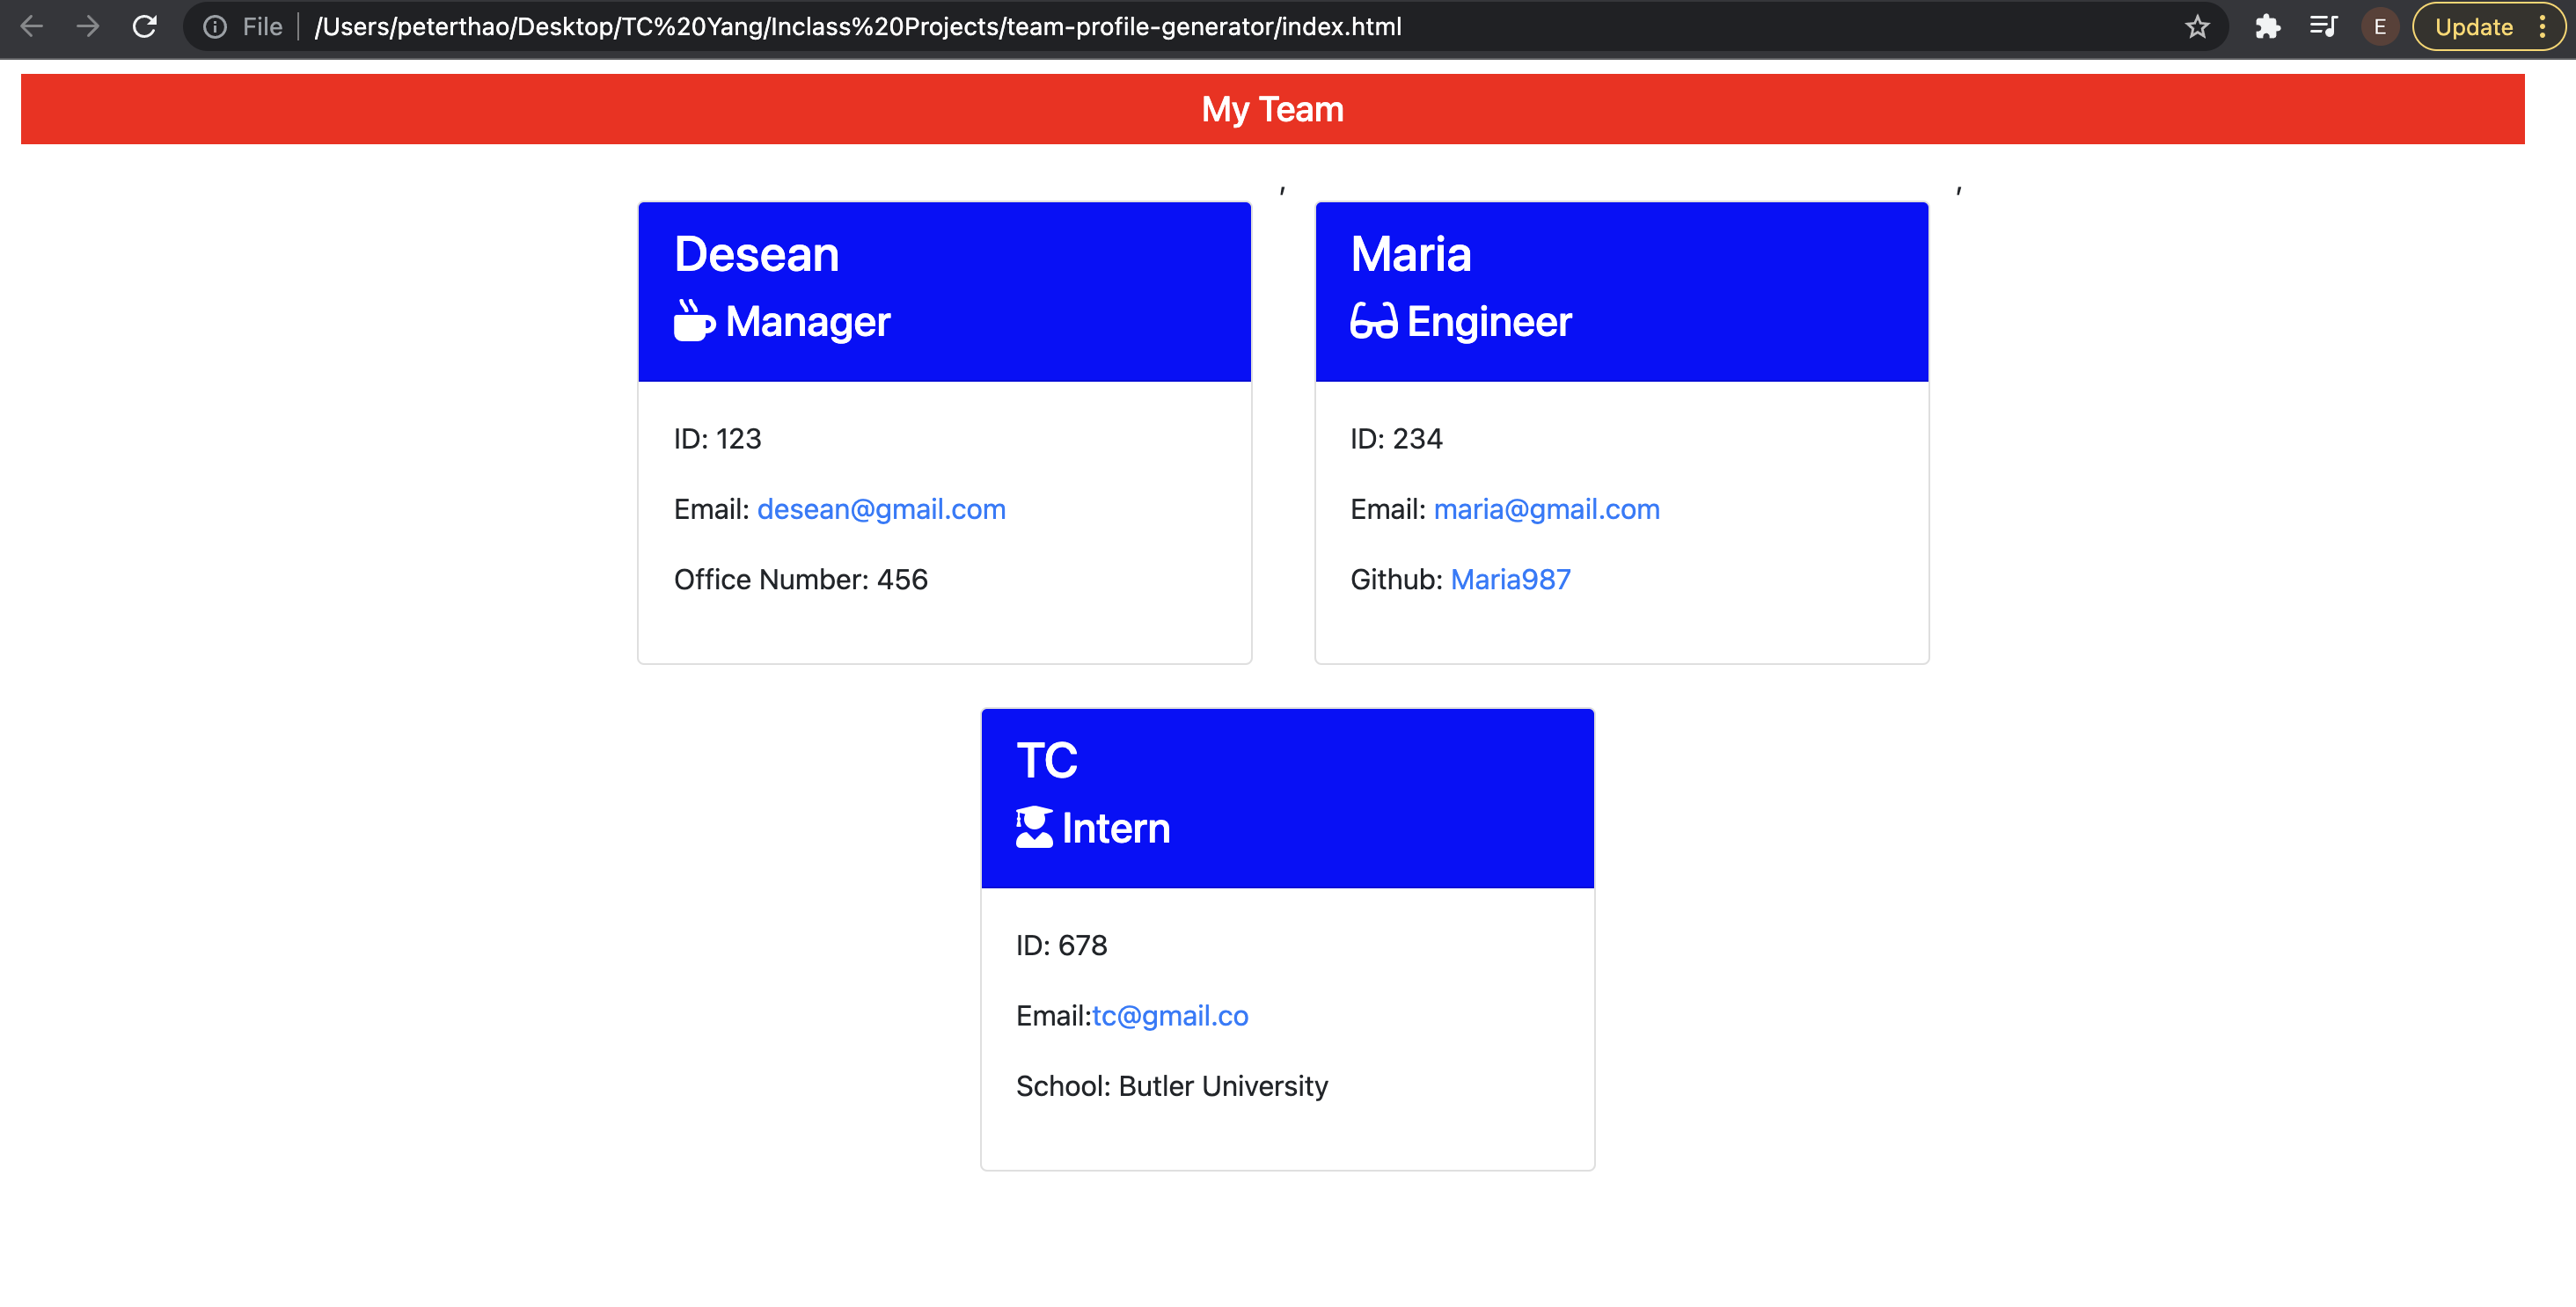 File /Users/peterthao/Desktop/TC%20Yang/Inclass%20Projects/team-profile-generator/index.html E Update
My Team
, ,
Desean
Manager
ID: 123
Email: desean@gmail.com
Office Number: 456
Maria
Engineer
ID: 234
Email: maria@gmail.com
Github: Maria987
TC
Intern
ID: 678
Email:tc@gmail.co
School: Butler University